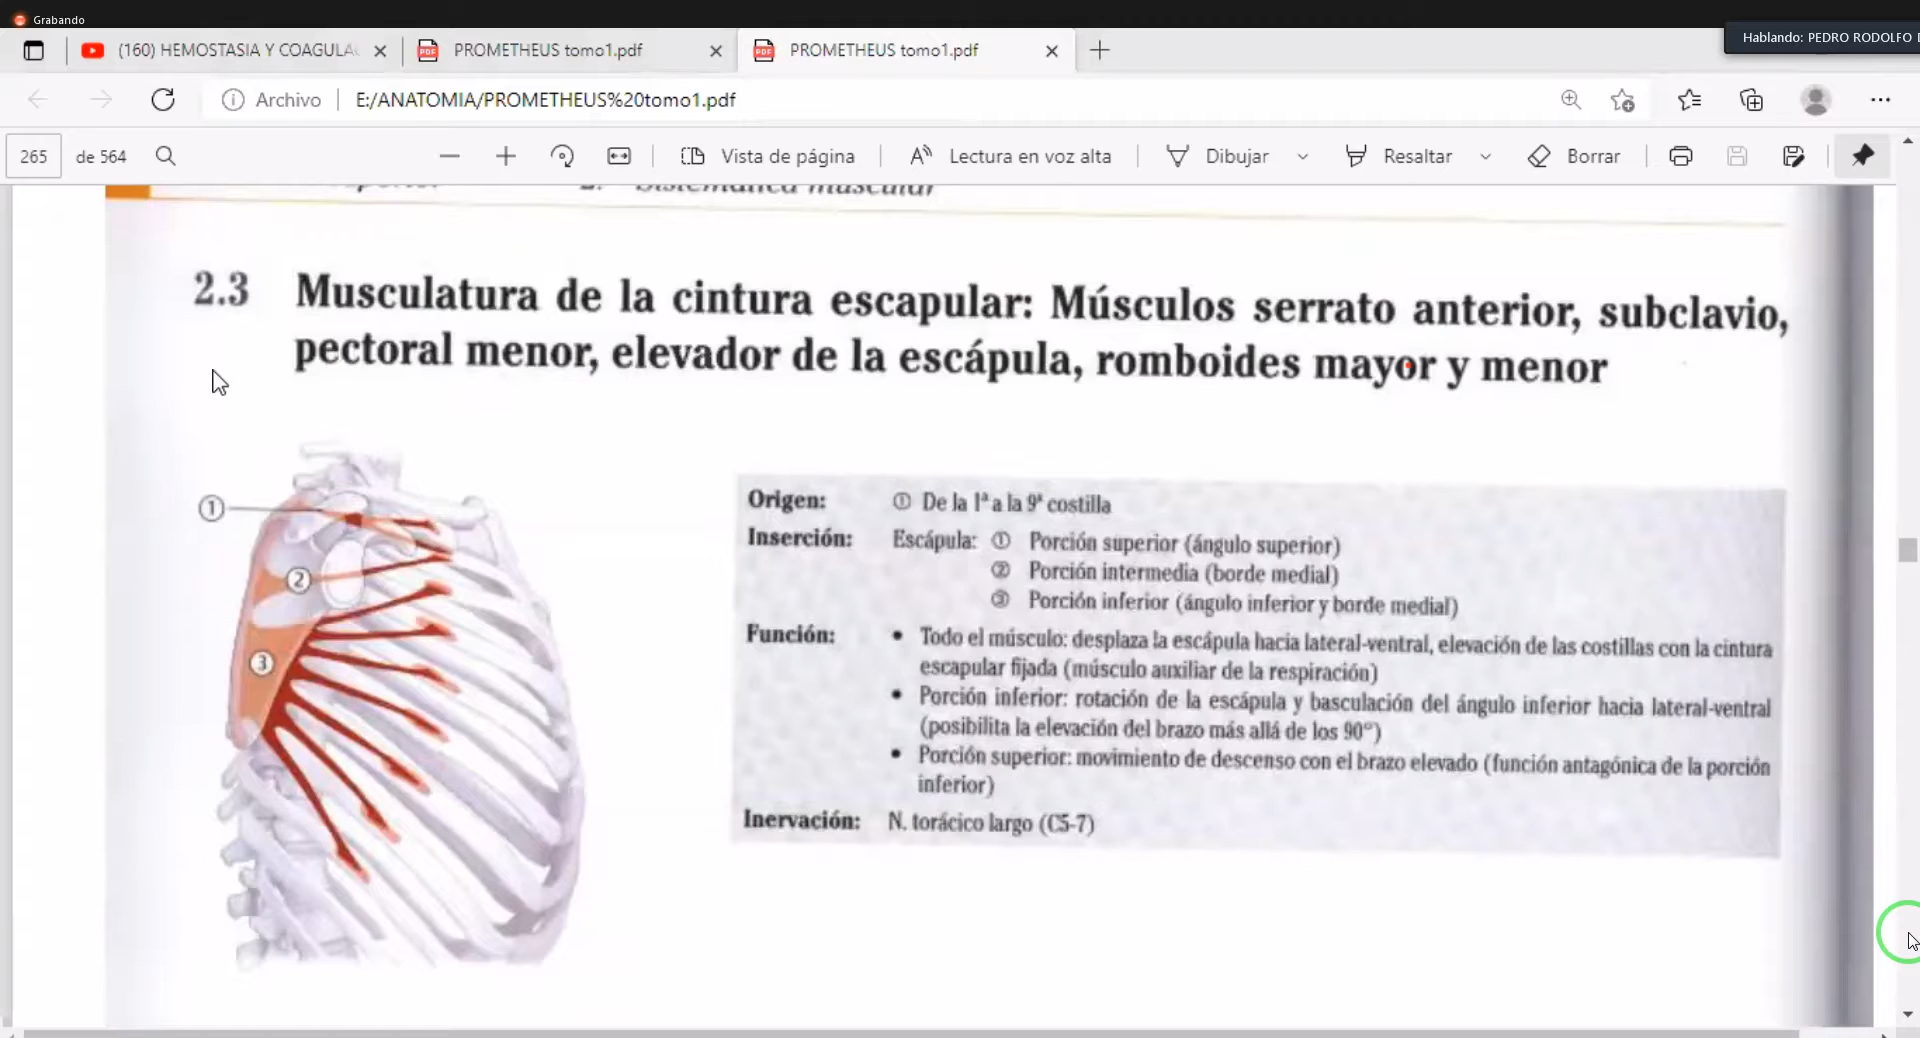 Grabando
(160) HEMOSTASIA Y COAGULA
PROMETHEUS tomo1.pdf
PROMETHEUS tomo1.pdf
Hablando: PEDRO RODOLFO
Archivo
E:/ANATOMIA/PROMETHEUS%20tomo1.pdf
265 de 564
Vista de página
Lectura en voz alta
Dibujar
Resaltar
Borrar
2. Sistemática muscular
2.3 Musculatura de la cintura escapular: Músculos serrato anterior, subclavio,
pectoral menor, elevador de la escápula, romboides mayor y menor
①
②
③
Origen: ① De la 1ª a la 9ª costilla
Inserción: Escápula: ① Porción superior (ángulo superior)
② Porción intermedia (borde medial)
③ Porción inferior (ángulo inferior y borde medial)
Función: • Todo el músculo: desplaza la escápula hacia lateral-ventral, elevación de las costillas con la cintura
escapular fijada (músculo auxiliar de la respiración)
• Porción inferior: rotación de la escápula y basculación del ángulo inferior hacia lateral-ventral
(posibilita la elevación del brazo más allá de los 90°)
• Porción superior: movimiento de descenso con el brazo elevado (función antagónica de la porción
inferior)
Inervación: N. torácico largo (C5-7)